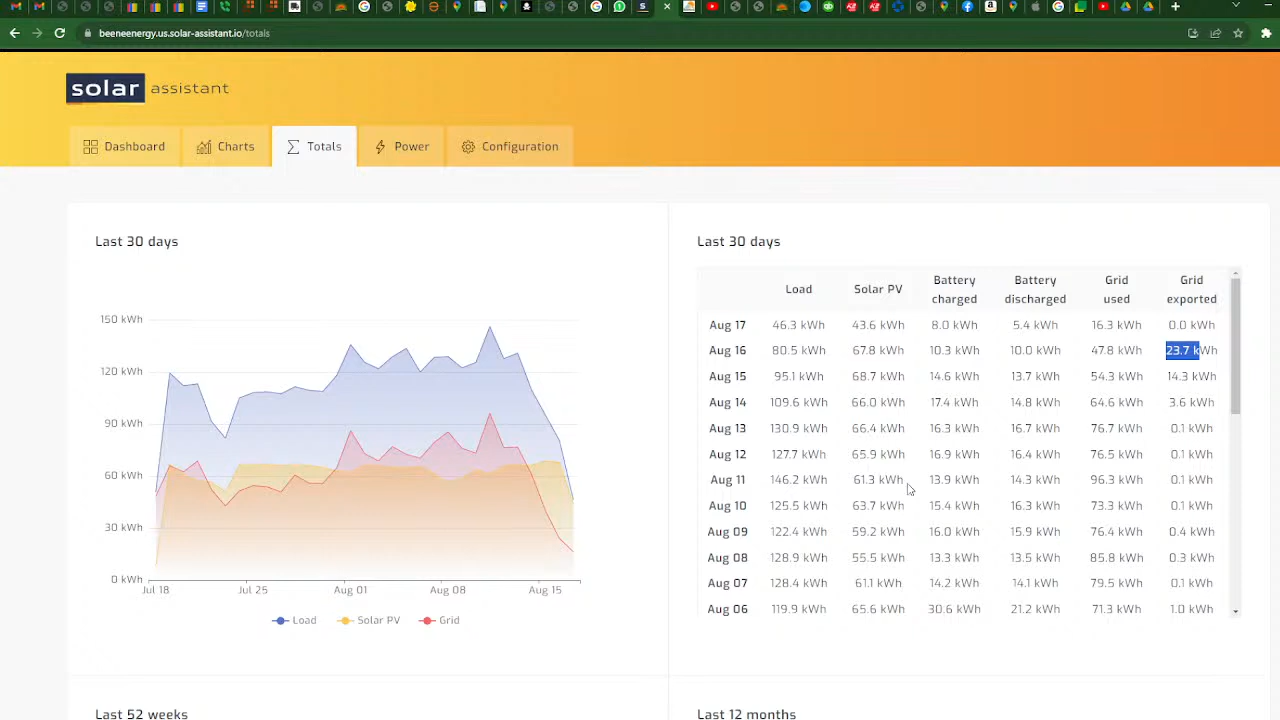 beeneenergy.us.solar-assistant.io/totals
solar assistant
Dashboard Charts Totals Power Configuration
Last 30 days
150 kWh
120 kWh
90 kWh
60 kWh
30 kWh
0 kWh
Jul 18 Jul 25 Aug 01 Aug 08 Aug 15
Load Solar PV Grid
Last 30 days
Load Solar PV Battery charged Battery discharged Grid used Grid exported
Aug 17 46.3 kWh 43.6 kWh 8.0 kWh 5.4 kWh 16.3 kWh 0.0 kWh
Aug 16 80.5 kWh 67.8 kWh 10.3 kWh 10.0 kWh 47.8 kWh 23.7 kWh
Aug 15 95.1 kWh 68.7 kWh 14.6 kWh 13.7 kWh 54.3 kWh 14.3 kWh
Aug 14 109.6 kWh 66.0 kWh 17.4 kWh 14.8 kWh 64.6 kWh 3.6 kWh
Aug 13 130.9 kWh 66.4 kWh 16.3 kWh 16.7 kWh 76.7 kWh 0.1 kWh
Aug 12 127.7 kWh 65.9 kWh 16.9 kWh 16.4 kWh 76.5 kWh 0.1 kWh
Aug 11 146.2 kWh 61.3 kWh 13.9 kWh 14.3 kWh 96.3 kWh 0.1 kWh
Aug 10 125.5 kWh 63.7 kWh 15.4 kWh 16.3 kWh 73.3 kWh 0.1 kWh
Aug 09 122.4 kWh 59.2 kWh 16.0 kWh 15.9 kWh 76.4 kWh 0.4 kWh
Aug 08 128.9 kWh 55.5 kWh 13.3 kWh 13.5 kWh 85.8 kWh 0.3 kWh
Aug 07 128.4 kWh 61.1 kWh 14.2 kWh 14.1 kWh 79.5 kWh 0.1 kWh
Aug 06 119.9 kWh 65.6 kWh 30.6 kWh 21.2 kWh 71.3 kWh 1.0 kWh
Last 52 weeks
Last 12 months